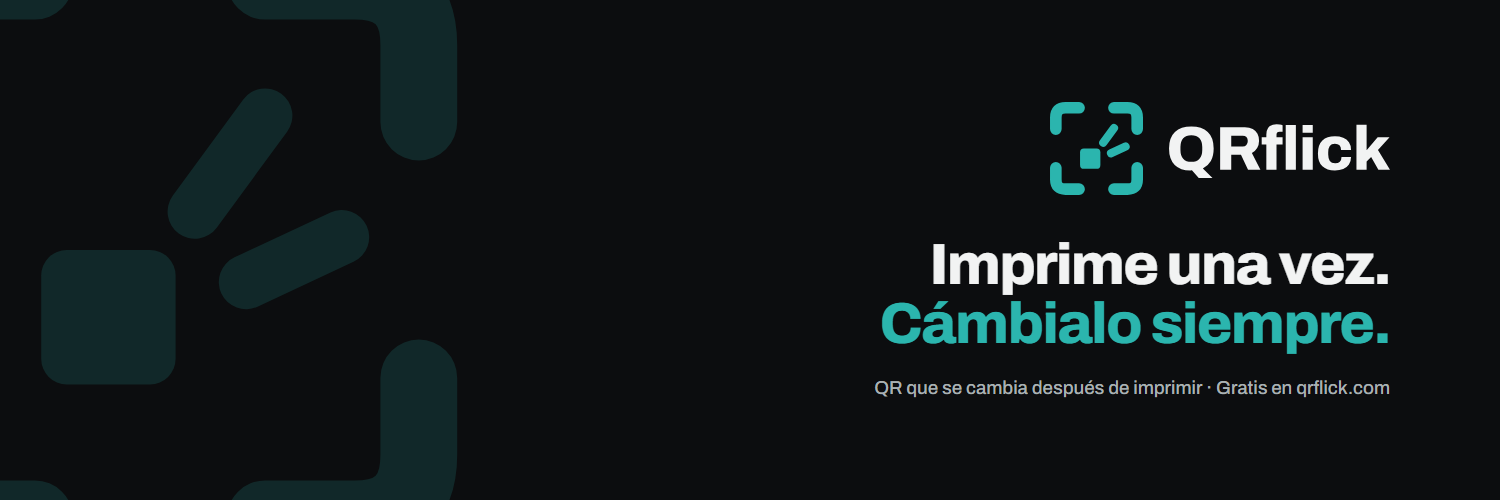 QRflick
Imprime una vez.
Cámbialo siempre.
QR que se cambia después de imprimir · Gratis en qrflick.com